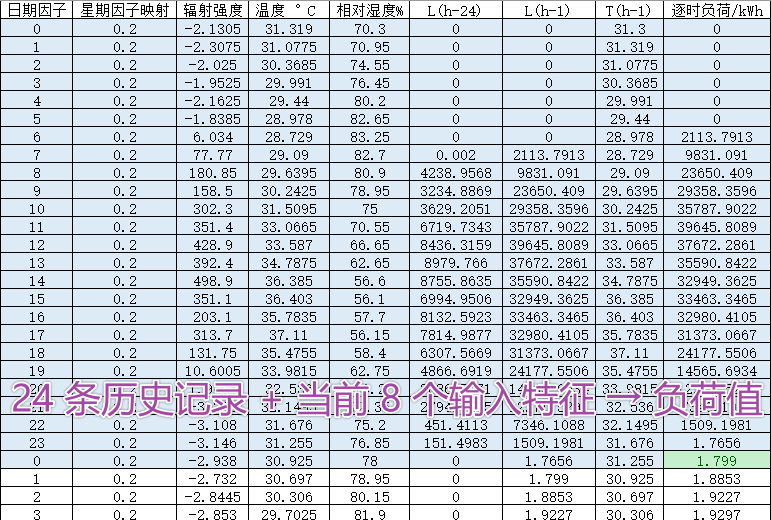 日期因子 星期因子映射 辐射强度 温度 °C 相对湿度% L(h-24) L(h-1) T(h-1) 逐时负荷/kWh
0 0.2 -2.1305 31.319 70.3 0 0 31.3 0
1 0.2 -2.3075 31.0775 70.95 0 0 31.319 0
2 0.2 -2.025 30.3685 74.55 0 0 31.0775 0
3 0.2 -1.9525 29.991 76.45 0 0 30.3685 0
4 0.2 -2.1625 29.44 80.2 0 0 29.991 0
5 0.2 -1.8385 28.978 82.65 0 0 29.44 0
6 0.2 6.034 28.729 83.25 0 0 28.978 2113.7913
7 0.2 77.77 29.09 82.7 0.002 2113.7913 28.729 9831.091
8 0.2 180.85 29.6395 80.9 4238.9568 9831.091 29.09 23650.409
9 0.2 158.5 30.2425 78.95 3234.8869 23650.409 29.6395 29358.3596
10 0.2 302.3 31.5095 75 3629.2051 29358.3596 30.2425 35787.9022
11 0.2 351.4 33.0665 70.55 6719.7343 35787.9022 31.5095 39645.8089
12 0.2 428.9 33.587 66.65 8436.3159 39645.8089 33.0665 37672.2861
13 0.2 392.4 34.7875 62.65 8979.766 37672.2861 33.587 35590.8422
14 0.2 498.9 36.385 56.6 8755.8635 35590.8422 34.7875 32949.3625
15 0.2 351.1 36.403 56.1 6994.9506 32949.3625 36.385 33463.3465
16 0.2 203.1 35.7835 57.7 8132.5923 33463.3465 36.403 32980.4105
17 0.2 313.7 37.11 56.15 7814.9877 32980.4105 35.7835 31373.0667
18 0.2 131.75 35.4755 58.4 6307.5669 31373.0667 37.11 24177.5506
19 0.2 10.6005 33.9815 62.75 4866.6919 24177.5506 35.4755 14565.6934
24 条历史记录 + 当前 8 个输入特征 → 负荷值
22 0.2 -3.108 31.676 75.2 451.4113 7346.1088 32.1495 1509.1981
23 0.2 -3.146 31.255 76.85 151.4983 1509.1981 31.676 1.7656
0 0.2 -2.938 30.925 78 0 1.7656 31.255 1.799
1 0.2 -2.732 30.697 78.95 0 1.799 30.925 1.8853
2 0.2 -2.8445 30.306 80.15 0 1.8853 30.697 1.9227
3 0.2 -2.853 29.7025 81.9 0 1.9227 30.306 1.9297